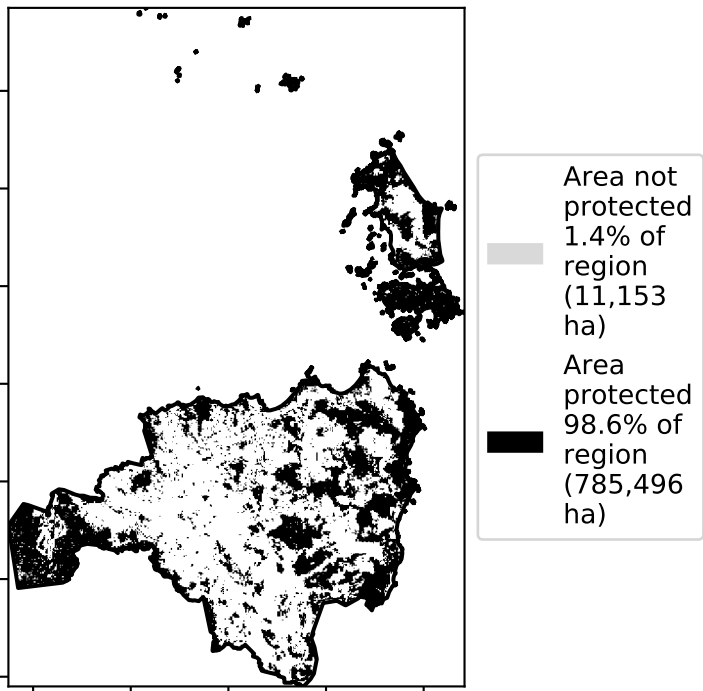 Area not
protected
1.4% of
region
(11,153
ha)
Area
protected
98.6% of
region
(785,496
ha)